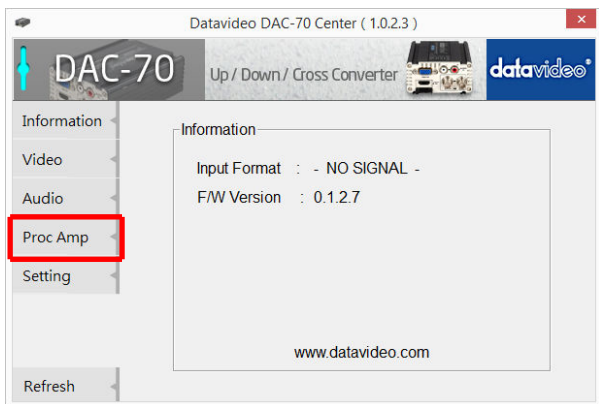 Datavideo DAC-70 Center ( 1.0.2.3 )
DAC-70
Up / Down / Cross Converter
datavideo
Information
Video
Audio
Proc Amp
Setting
Refresh
Information
Input Format : - NO SIGNAL -
F/W Version : 0.1.2.7
www.datavideo.com